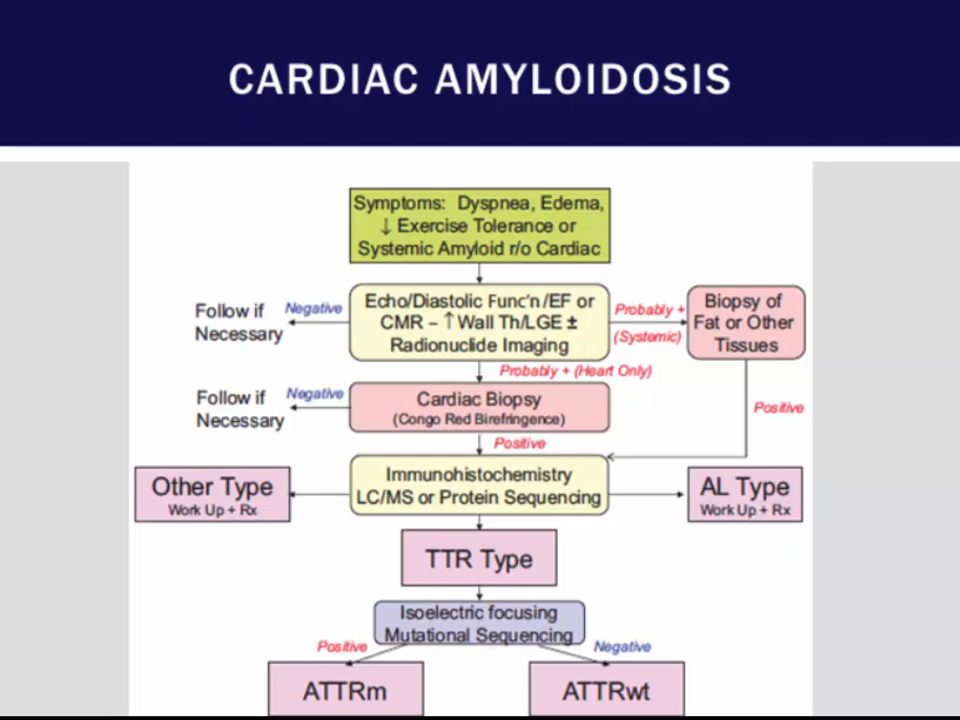 CARDIAC AMYLOIDOSIS
Symptoms: Dyspnea, Edema,
↓ Exercise Tolerance or
Systemic Amyloid r/o Cardiac
Echo/Diastolic Func'n/EF or
CMR – ↑ Wall Th/LGE ±
Radionuclide Imaging
Negative
Follow if
Necessary
Probably +
(Systemic)
Biopsy of
Fat or Other
Tissues
Probably + (Heart Only)
Cardiac Biopsy
(Congo Red Birefringence)
Negative
Follow if
Necessary
Positive
Positive
Immunohistochemistry
LC/MS or Protein Sequencing
Other Type
Work Up + Rx
AL Type
Work Up + Rx
TTR Type
Isoelectric focusing
Mutational Sequencing
Positive
Negative
ATTRm
ATTRwt